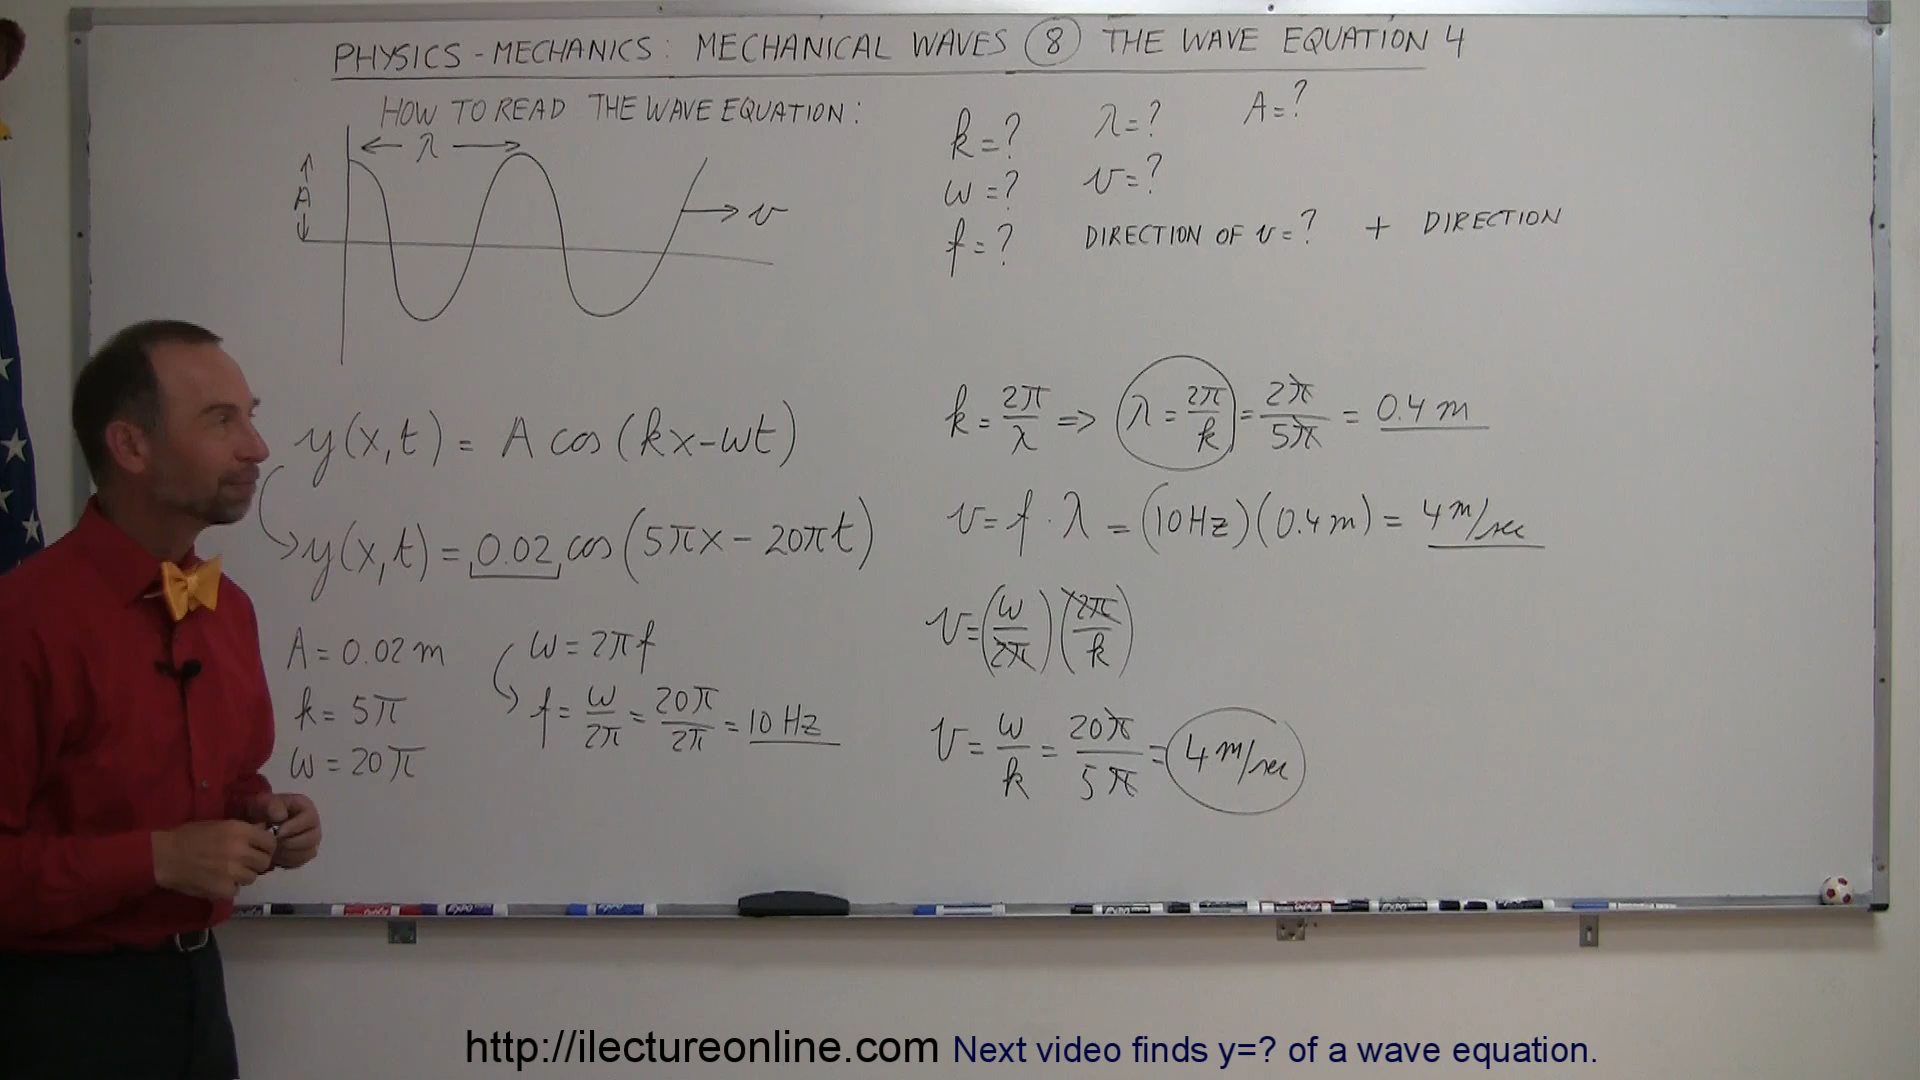 PHYSICS - MECHANICS: MECHANICAL WAVES 8 THE WAVE EQUATION 4
HOW TO READ THE WAVE EQUATION:
k = ?
λ = ?
A = ?
ω = ?
v = ?
f = ?
DIRECTION OF v = ? + DIRECTION
← λ →
A
→ v
y(x,t) = A cos(kx-ωt)
y(x,t) = 0.02 cos(5πx - 20πt)
A = 0.02 m
k = 5π
ω = 20π
ω = 2πf
f = ω/2π = 20π/2π = 10 Hz
k = 2π/λ ⇒ λ = 2π/k = 2π/5π = 0.4 m
v = f · λ = (10 Hz)(0.4 m) = 4 m/sec
v = (ω/2π)(2π/k)
v = ω/k = 20π/5π = 4 m/sec
http://ilectureonline.com Next video finds y=? of a wave equation.